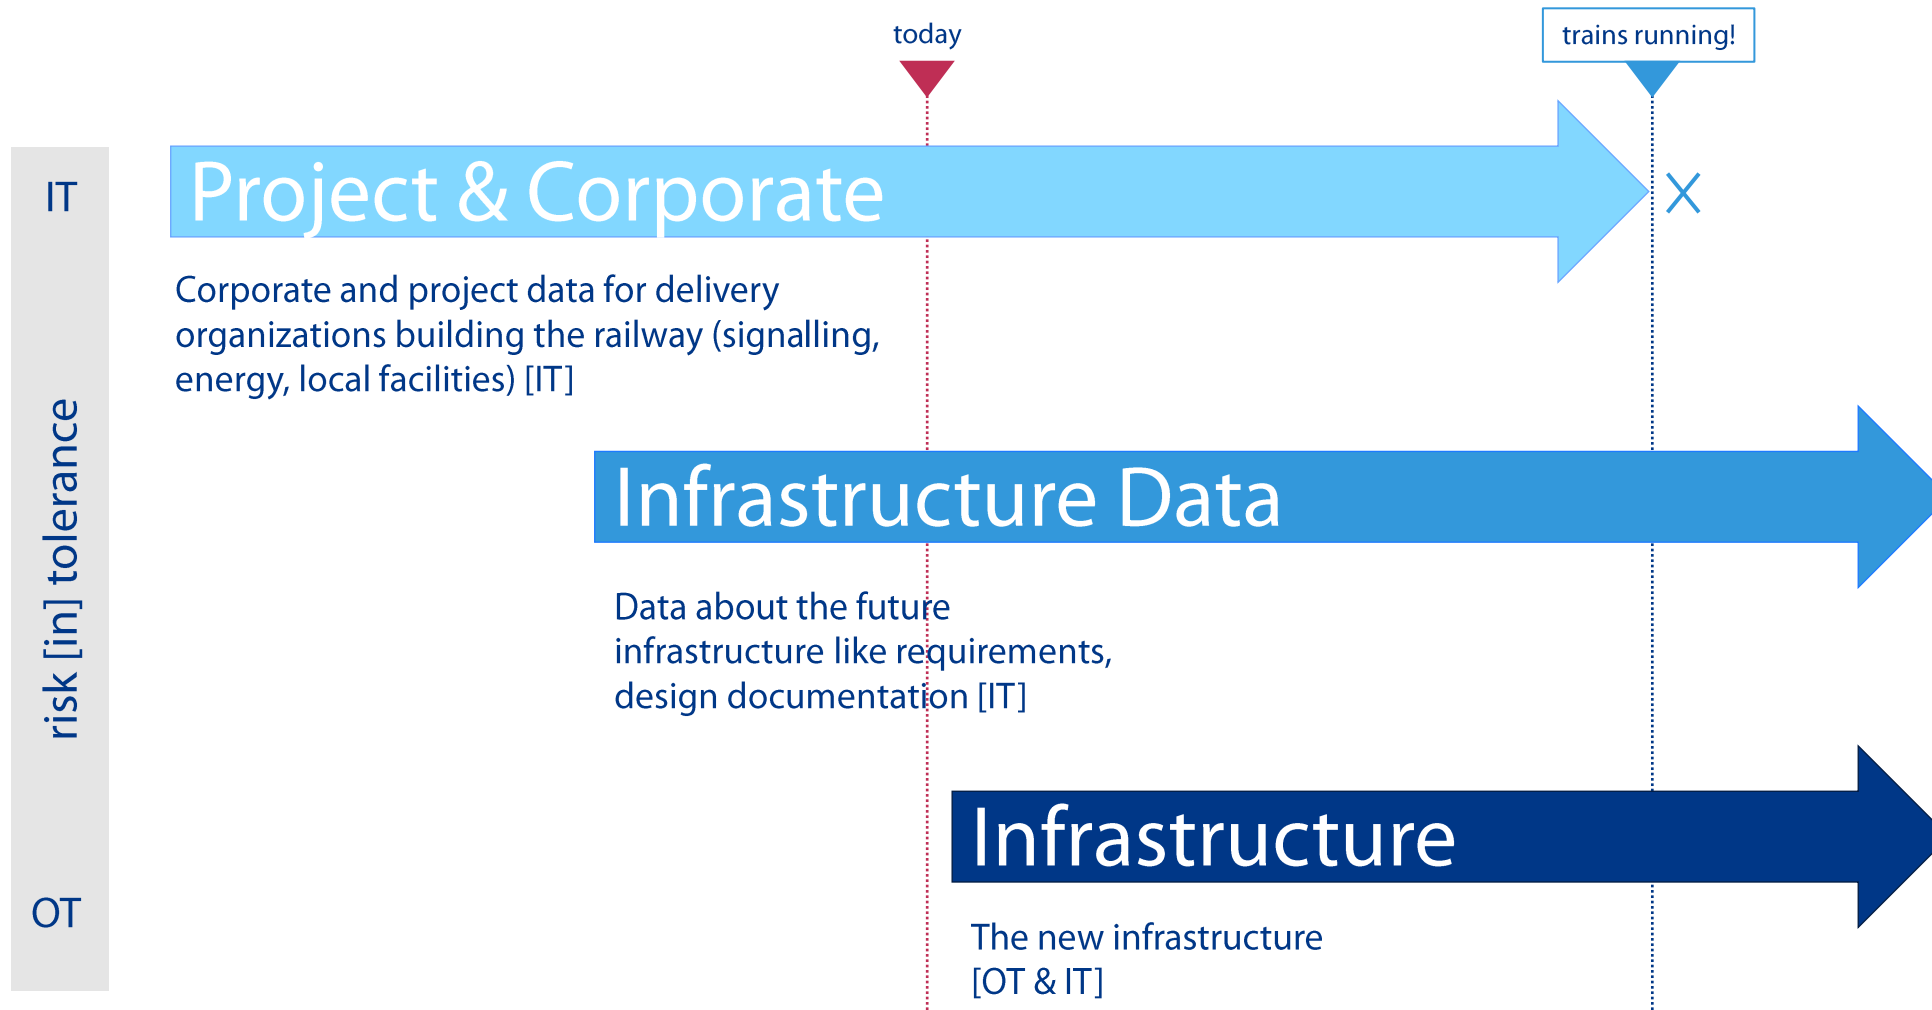 today
trains running!
IT
Project & Corporate
X
Corporate and project data for delivery
organizations building the railway (signalling,
energy, local facilities) [IT]
risk [in] tolerance
Infrastructure Data
Data about the future
infrastructure like requirements,
design documentation [IT]
Infrastructure
OT
The new infrastructure
[OT & IT]